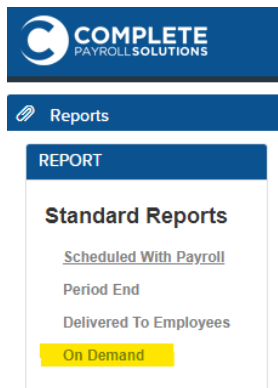 COMPLETE
PAYROLLSOLUTIONS
Reports
REPORT
Standard Reports
Scheduled With Payroll
Period End
Delivered To Employees
On Demand